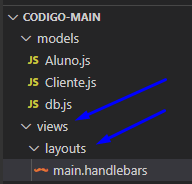 CODIGO-MAIN
models
JS Aluno.js
JS Cliente.js
JS db.js
views
layouts
main.handlebars